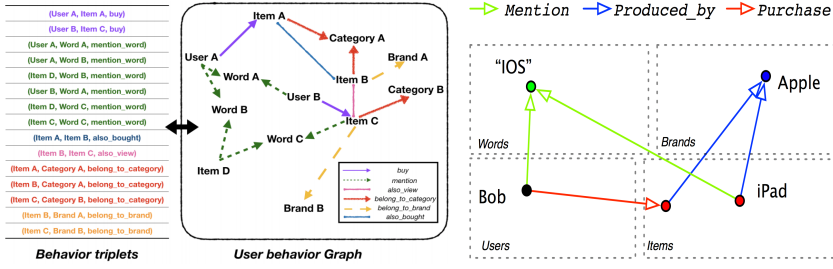 (User A, Item A, buy)
(User B, Item C, buy)
(User A, Word A, mention_word)
(User A, Word B, mention_word)
(Item D, Word B, mention_word)
(User B, Word A, mention_word)
(Item D, Word C, mention_word)
(Item C, Word C, mention_word)
(Item A, Item B, also_bought)
(Item B, Item C, also_view)
(Item A, Category A, belong_to_category)
(Item B, Category A, belong_to_category)
(Item C, Category B, belong_to_category)
(Item B, Brand A, belong_to_brand)
(Item C, Brand B, belong_to_brand)
Behavior triplets
Item A
Category A
User A
Brand A
Word A
Item B
Category B
User B
Word B
Item C
Word C
Item D
Brand B
buy
mention
also_view
belong_to_category
belong_to_brand
also_bought
User behavior Graph
Mention
Produced_by
Purchase
“IOS”
Apple
Words
Brands
Bob
iPad
Users
Items